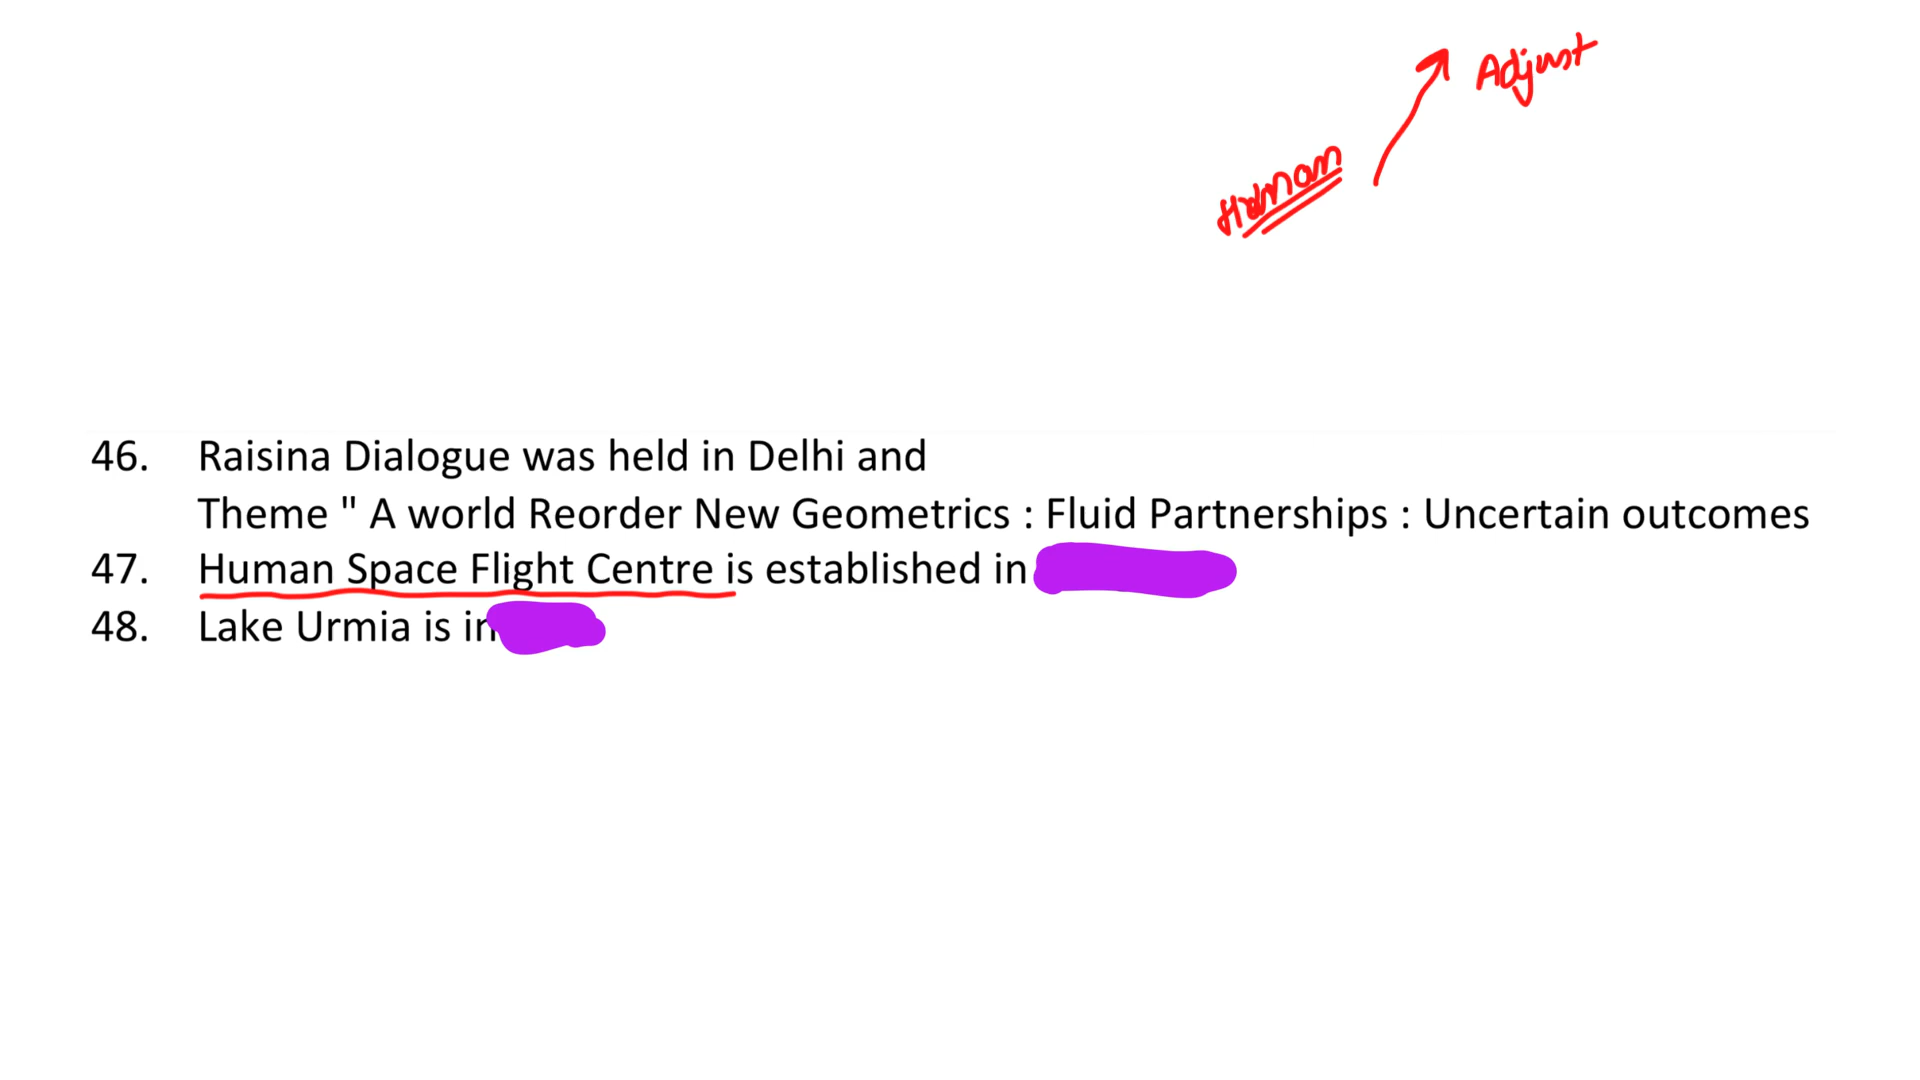 Adjust
Human
46. Raisina Dialogue was held in Delhi and
Theme " A world Reorder New Geometrics : Fluid Partnerships : Uncertain outcomes
47. Human Space Flight Centre is established in
48. Lake Urmia is in